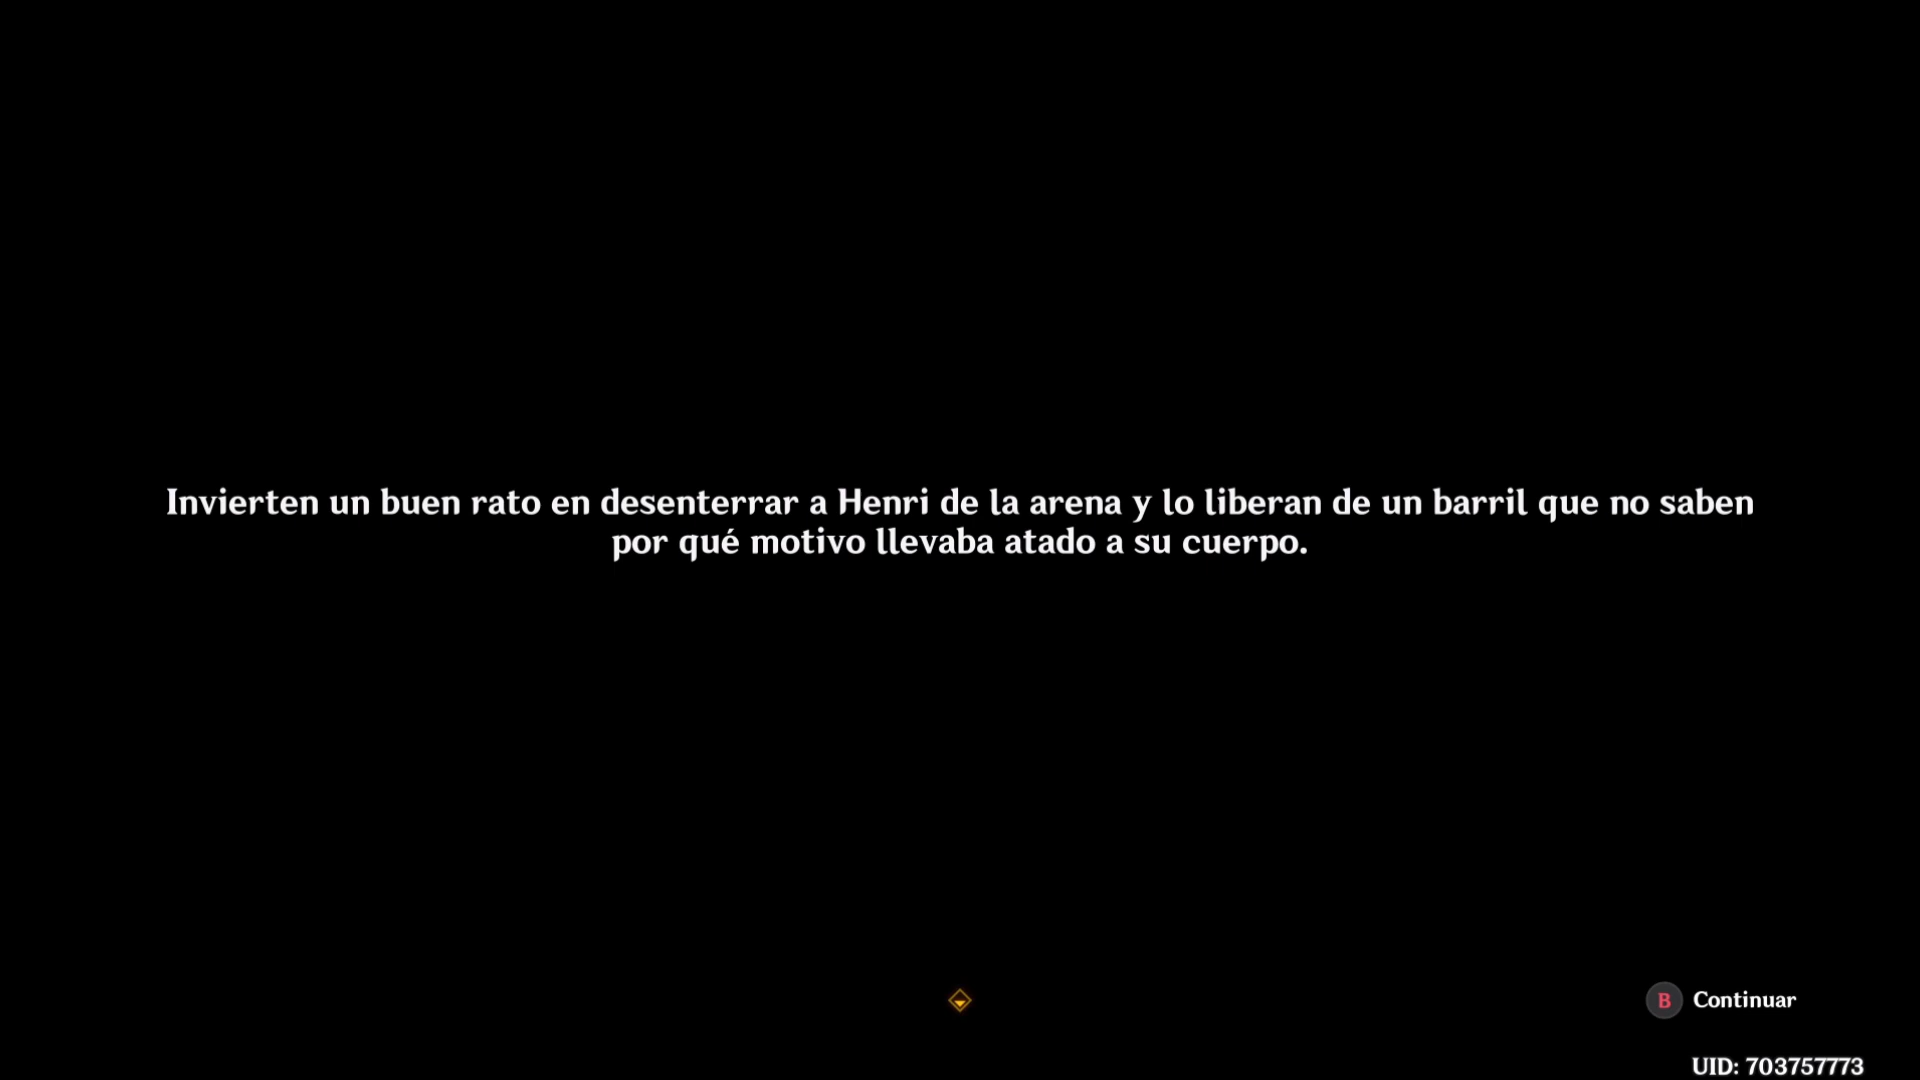 Invierten un buen rato en desenterrar a Henri de la arena y lo liberan de un barril que no saben
por qué motivo llevaba atado a su cuerpo.
B Continuar
UID: 703757773